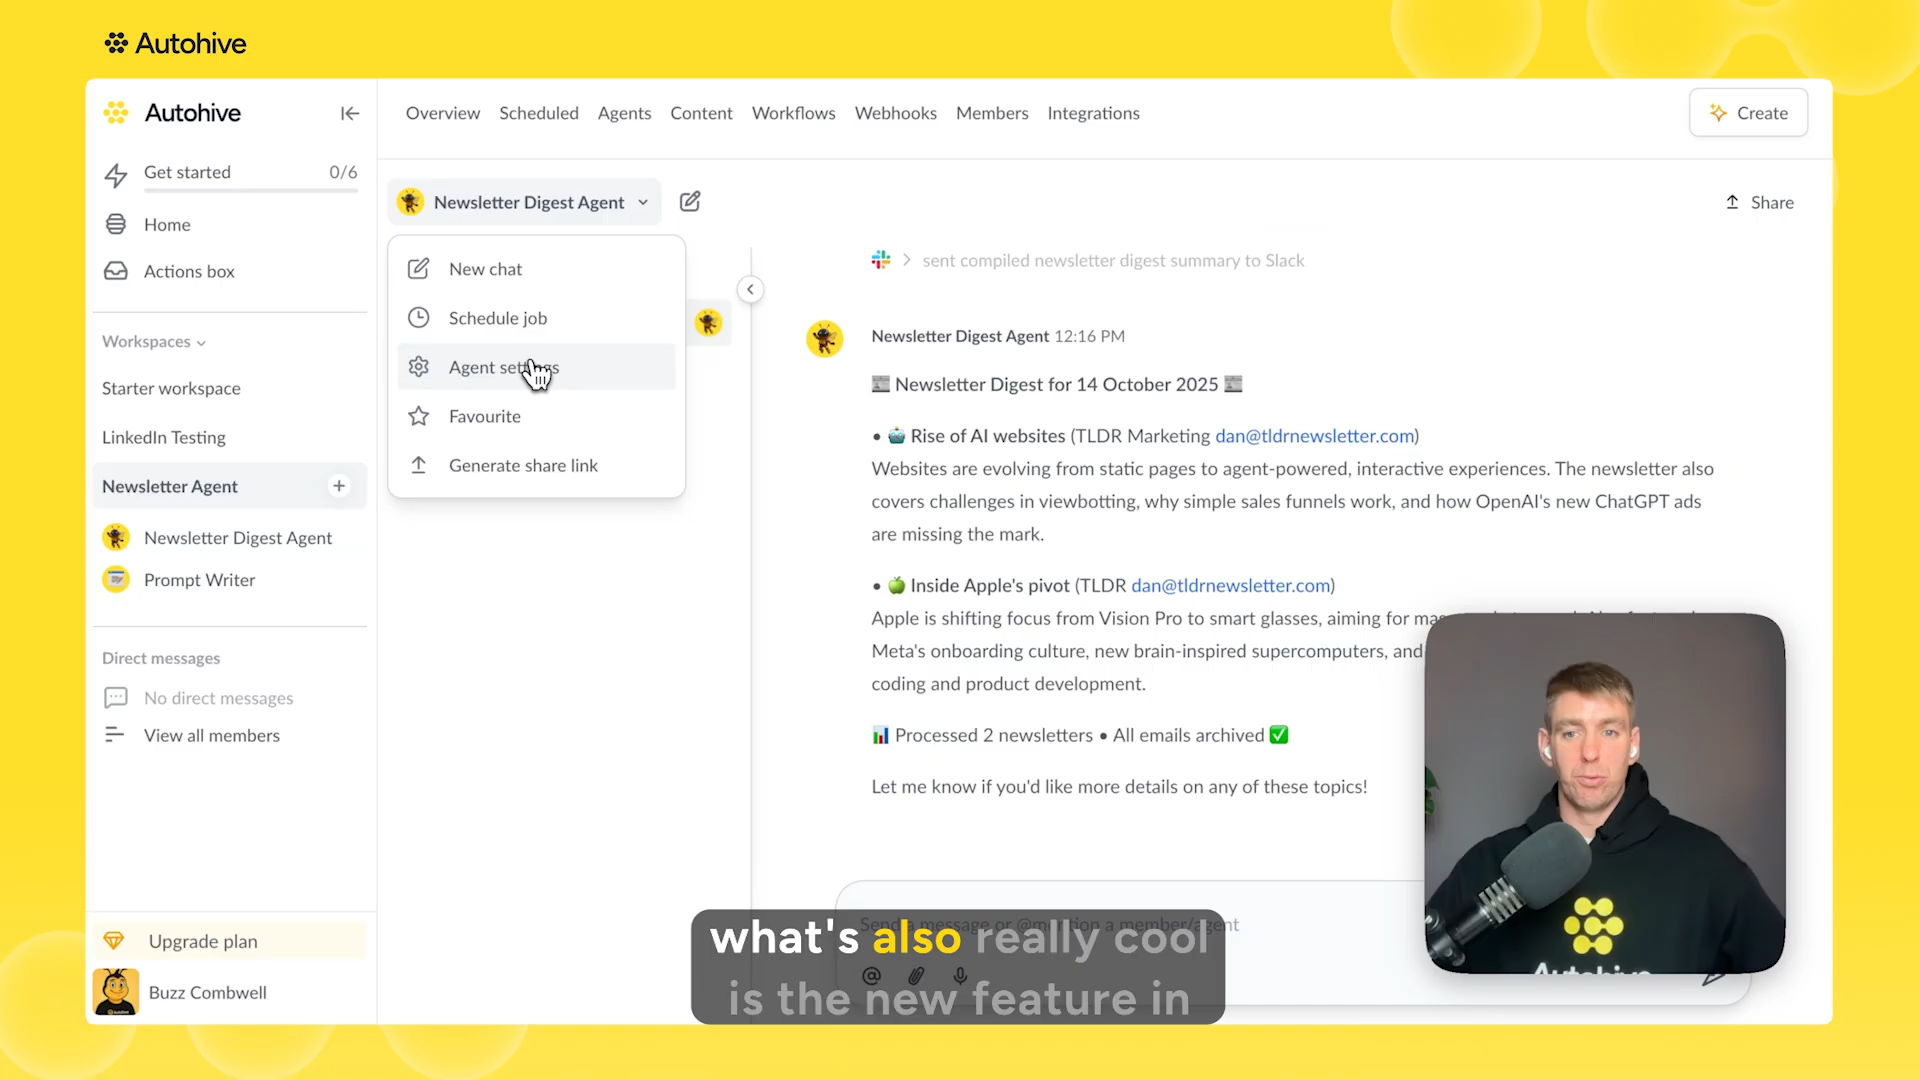 Autohive
Autohive
Get started 0/6
Home
Actions box
Workspaces
Starter workspace
LinkedIn Testing
Newsletter Agent
Newsletter Digest Agent
Prompt Writer
Direct messages
No direct messages
View all members
Upgrade plan
Buzz Combwell
Overview Scheduled Agents Content Workflows Webhooks Members Integrations
Create
Newsletter Digest Agent
Share
New chat
Schedule job
Agent settings
Favourite
Generate share link
sent compiled newsletter digest summary to Slack
Newsletter Digest Agent 12:16 PM
Newsletter Digest for 14 October 2025
• Rise of AI websites (TLDR Marketing dan@tldrnewsletter.com)
Websites are evolving from static pages to agent-powered, interactive experiences. The newsletter also
covers challenges in viewbotting, why simple sales funnels work, and how OpenAI's new ChatGPT ads
are missing the mark.
• Inside Apple's pivot (TLDR dan@tldrnewsletter.com)
Apple is shifting focus from Vision Pro to smart glasses, aiming for
Meta's onboarding culture, new brain-inspired supercomputers, and
coding and product development.
Processed 2 newsletters • All emails archived
Let me know if you'd like more details on any of these topics!
Send a message or @mention a member/agent
what's also really cool
is the new feature in
Autohive